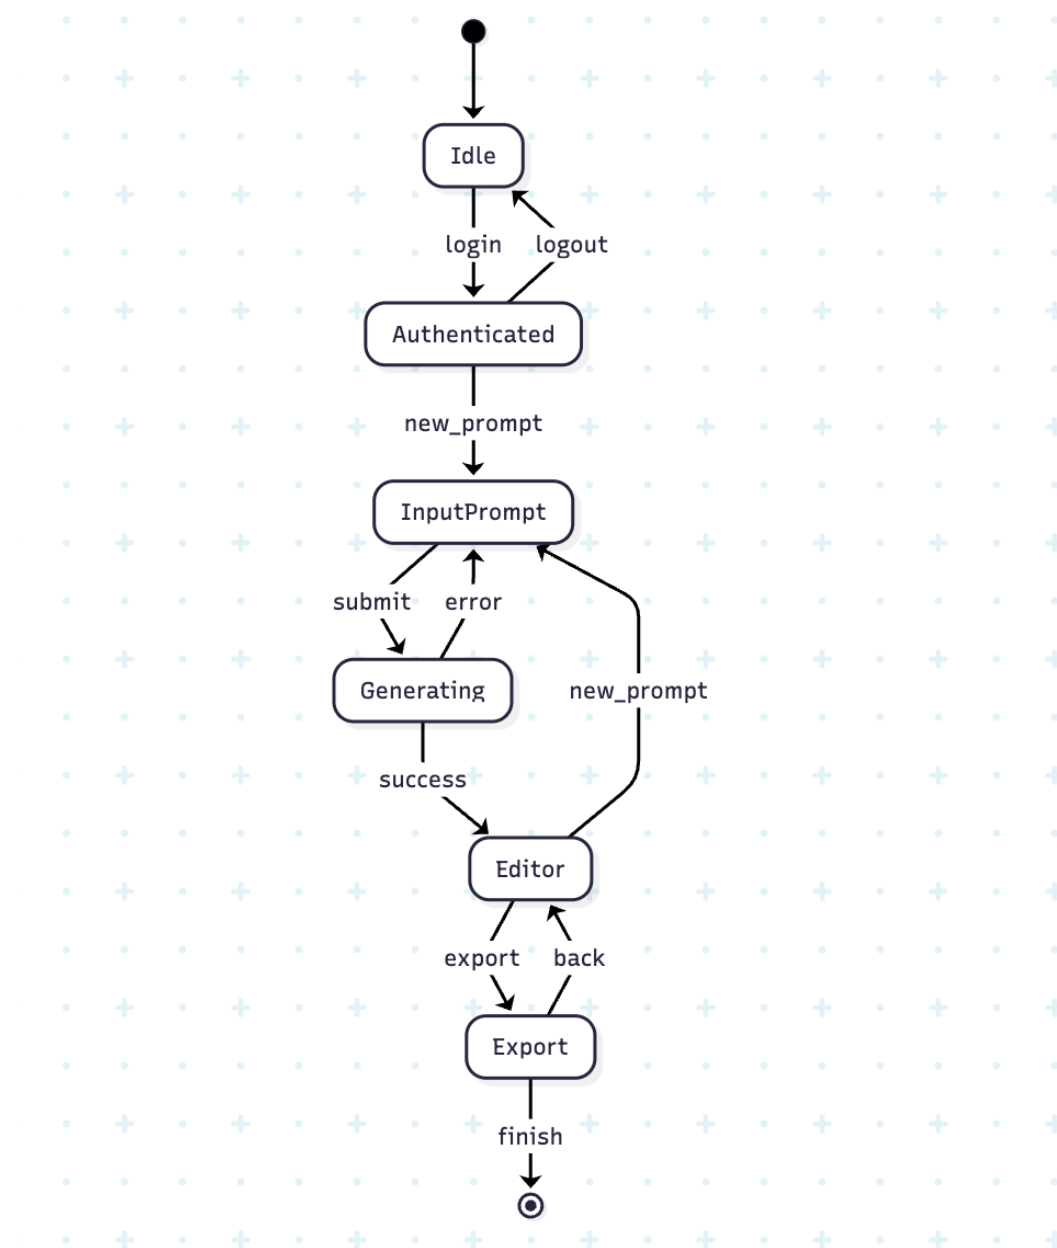 Idle
login
logout
Authenticated
new_prompt
InputPrompt
submit
error
Generating
new_prompt
success
Editor
export
back
Export
finish